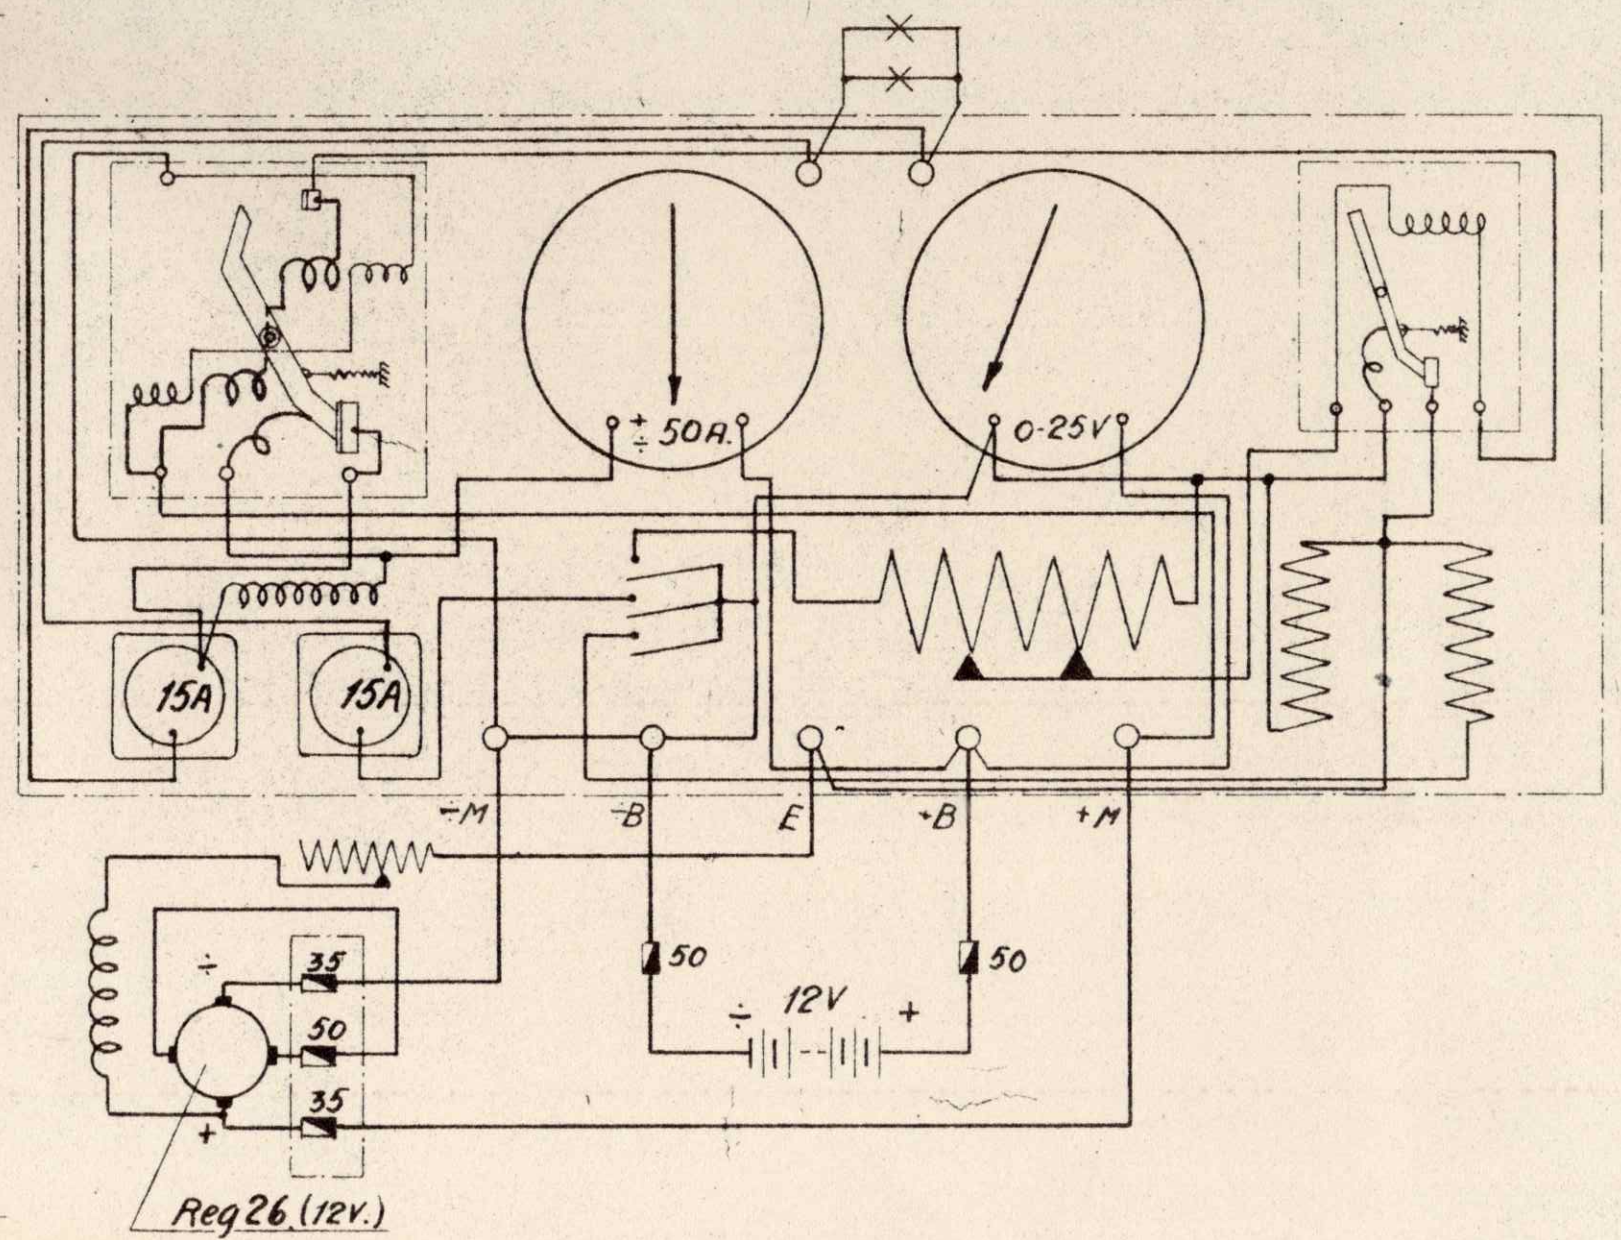 +
÷ 50A.
0-25V
15A
15A
÷M
÷B
E
+B
+M
÷
35
50
35
+
50
50
÷ 12V +
Reg 26 (12V.)